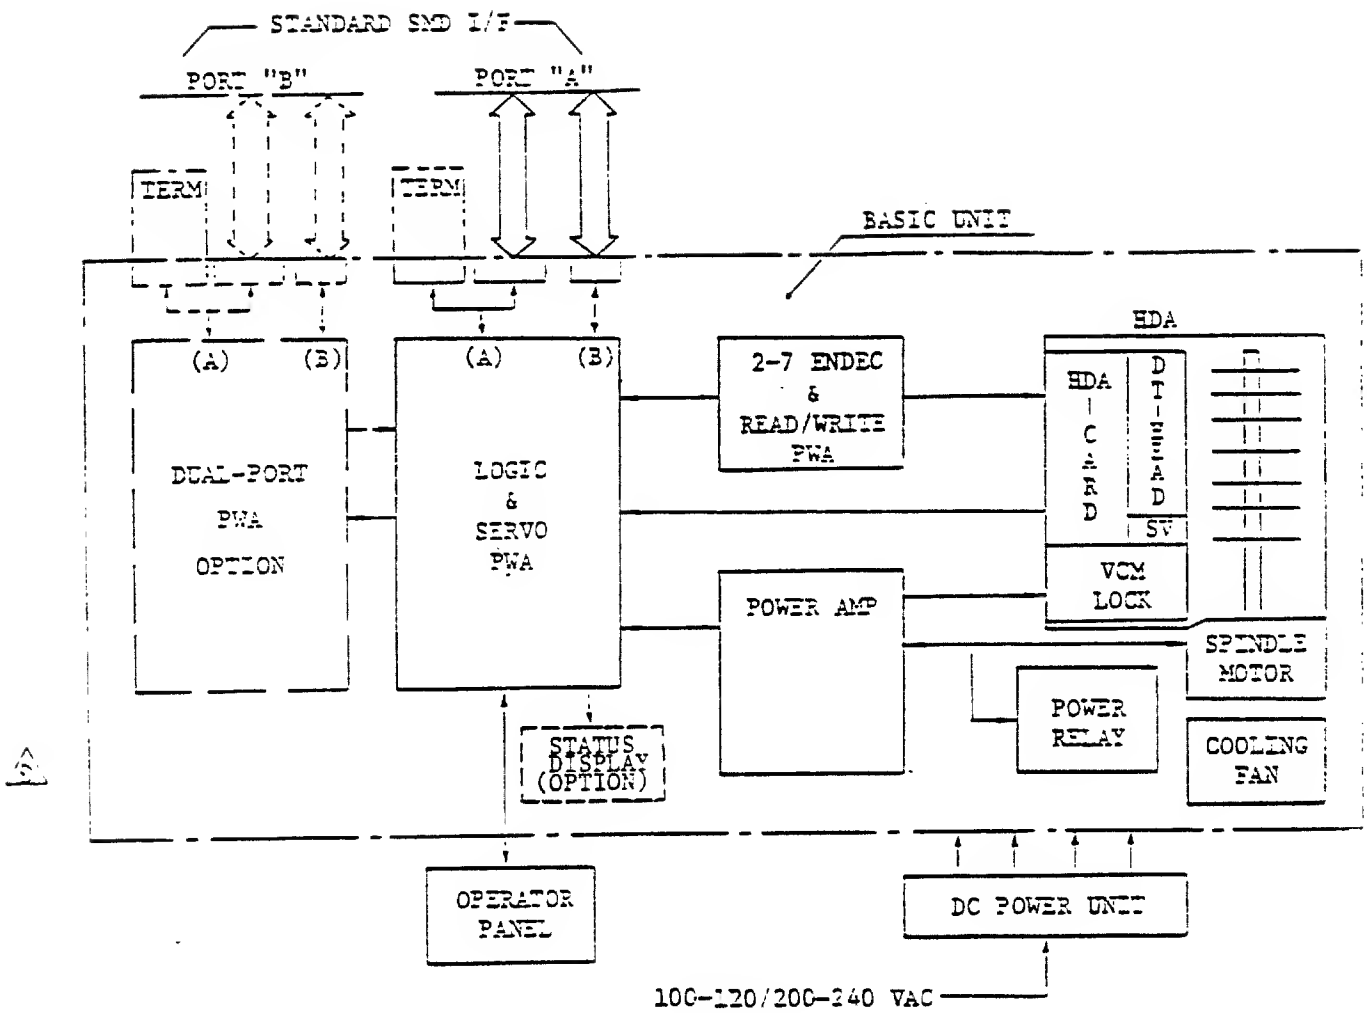 STANDARD SMD I/F
PORT "B"
PORT "A"
TERM
TERM
BASIC UNIT
HDA
(A)
(B)
(A)
(B)
2-7 ENDEC
&
READ/WRITE
PWA
HDA-CARD
DT-HEAD
SV
DUAL-PORT
PWA
OPTION
LOGIC
&
SERVO
PWA
VCM
LOCK
POWER AMP
SPINDLE
MOTOR
POWER
RELAY
COOLING
FAN
STATUS
DISPLAY
(OPTION)
OPERATOR
PANEL
DC POWER UNIT
100-120/200-240 VAC